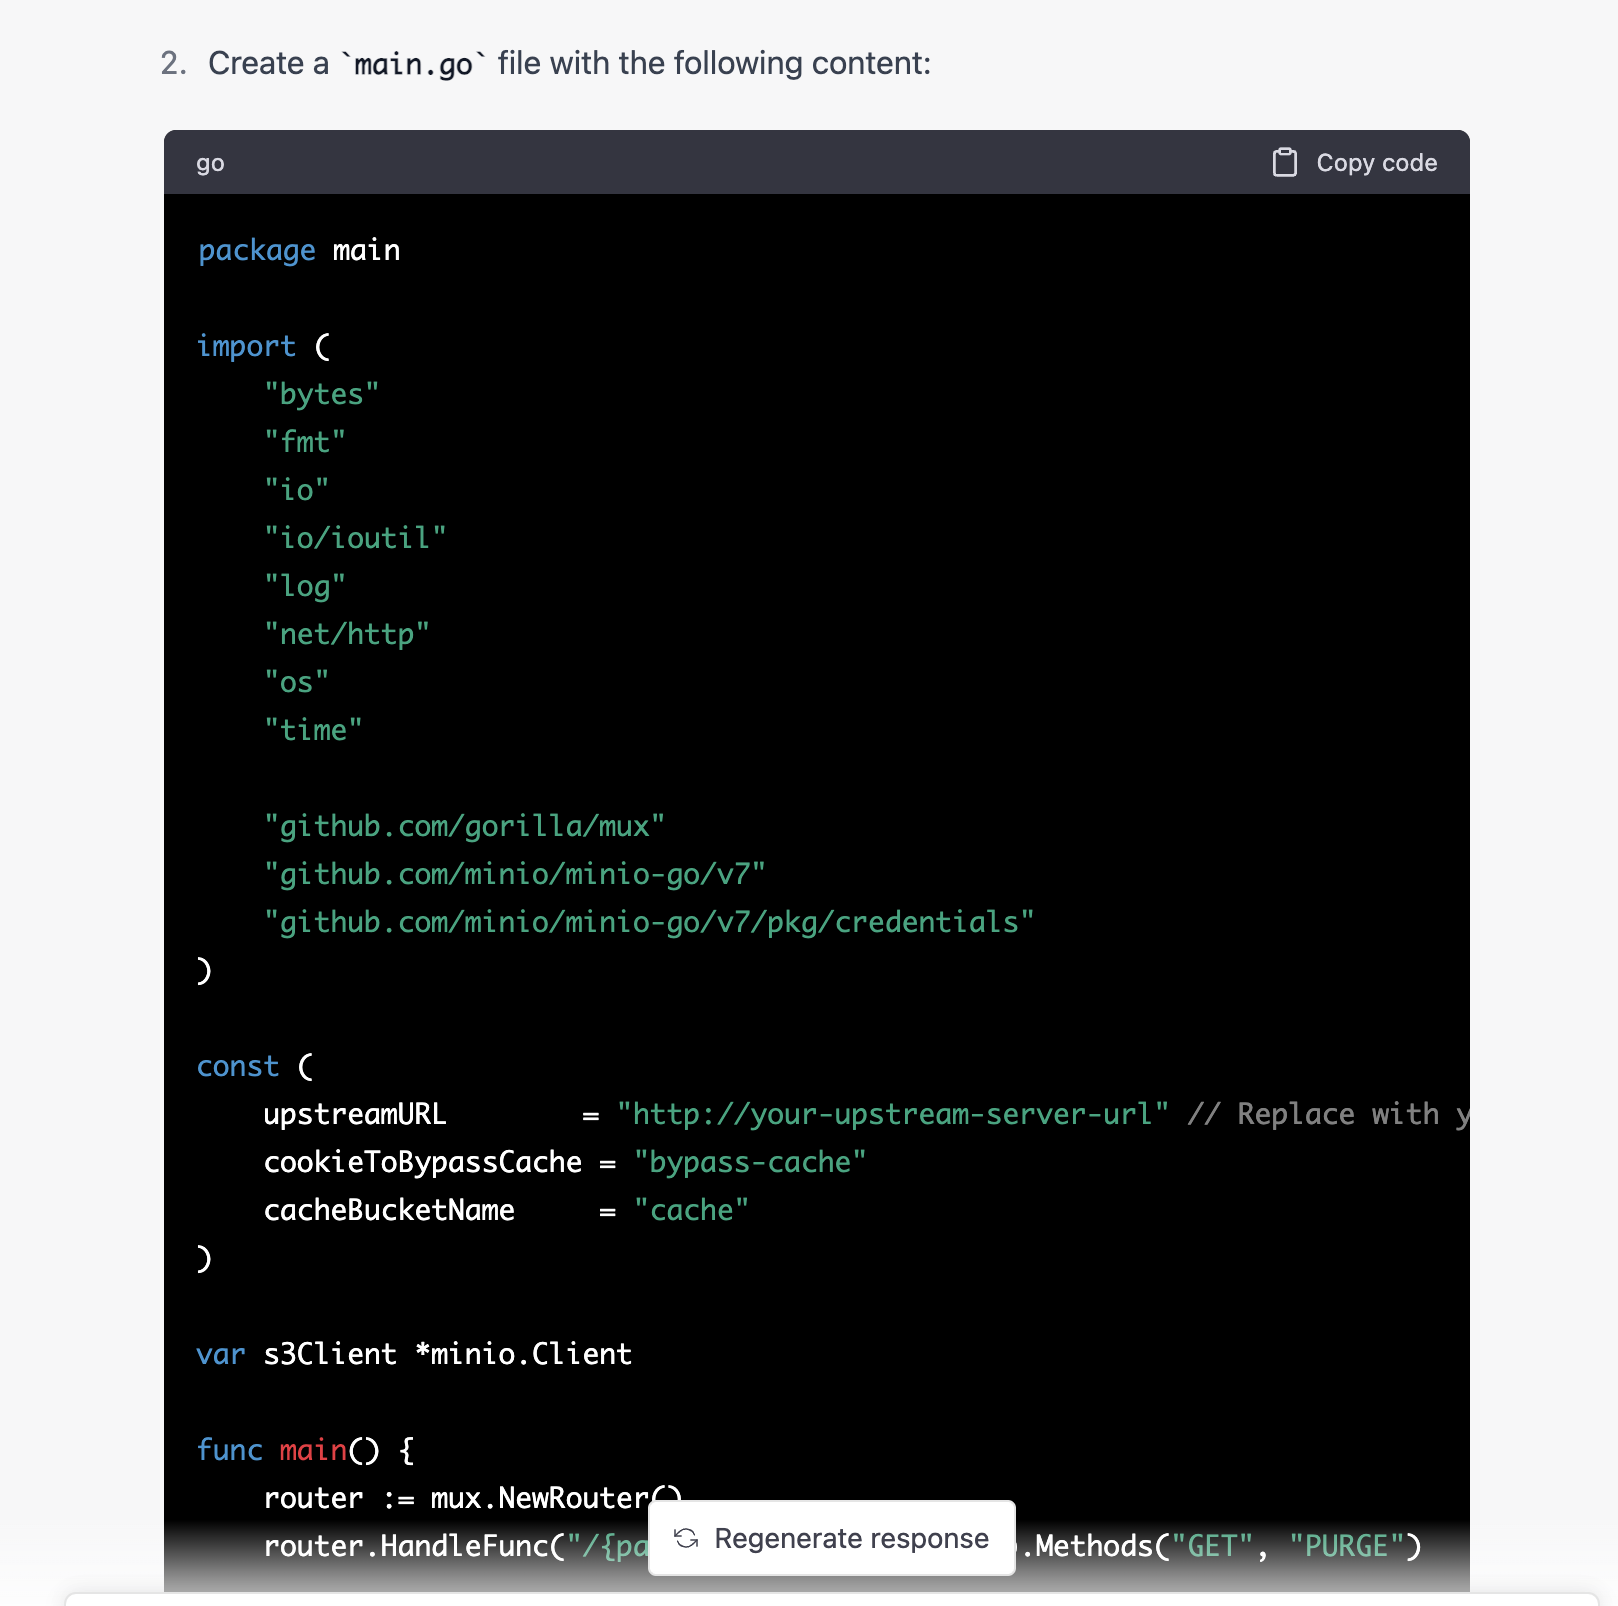 2. Create a `main.go` file with the following content:
go
Copy code
package main
import (
"bytes"
"fmt"
"io"
"io/ioutil"
"log"
"net/http"
"os"
"time"
"github.com/gorilla/mux"
"github.com/minio/minio-go/v7"
"github.com/minio/minio-go/v7/pkg/credentials"
)
const (
upstreamURL = "http://your-upstream-server-url" // Replace with
cookieToBypassCache = "bypass-cache"
cacheBucketName = "cache"
)
var s3Client *minio.Client
func main() {
router := mux.NewRouter()
router.HandleFunc("/{pa ).Methods("GET", "PURGE")
Regenerate response